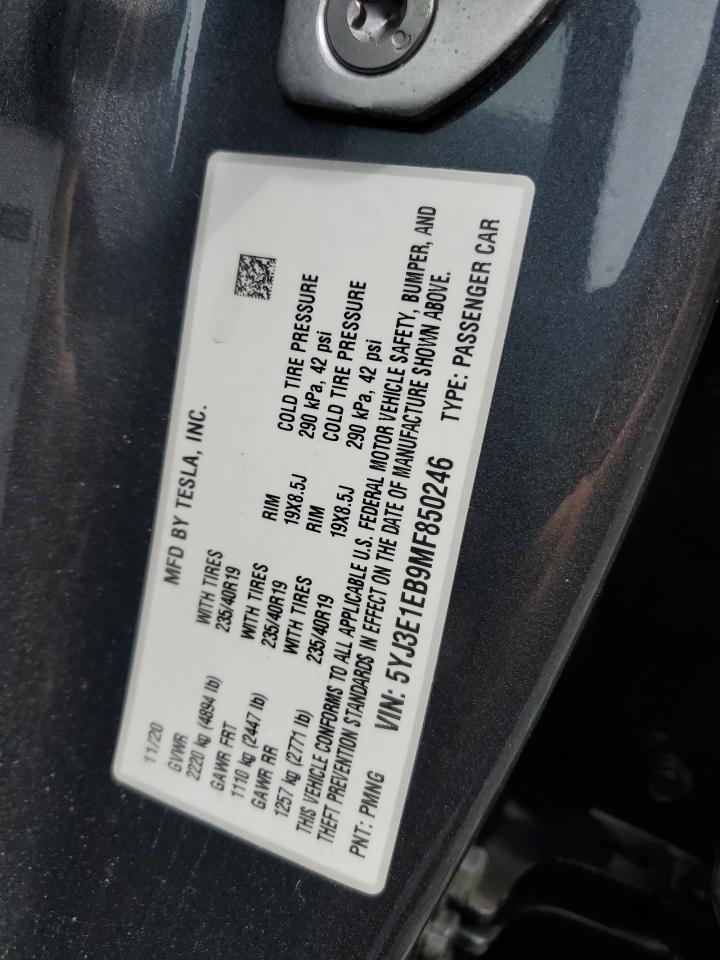 MFD BY TESLA, INC.
11/20
GVWR WITH TIRES
2220 kg (4894 lb) 235/40R19
GAWR FRT WITH TIRES RIM COLD TIRE PRESSURE
1110 kg (2447 lb) 235/40R19 19X8.5J 290 kPa, 42 psi
GAWR RR WITH TIRES RIM COLD TIRE PRESSURE
1257 kg (2771 lb) 235/40R19 19X8.5J 290 kPa, 42 psi
THIS VEHICLE CONFORMS TO ALL APPLICABLE U.S. FEDERAL MOTOR VEHICLE SAFETY, BUMPER, AND
THEFT PREVENTION STANDARDS IN EFFECT ON THE DATE OF MANUFACTURE SHOWN ABOVE.
PNT: PMNG VIN: 5YJ3E1EB9MF850246 TYPE: PASSENGER CAR